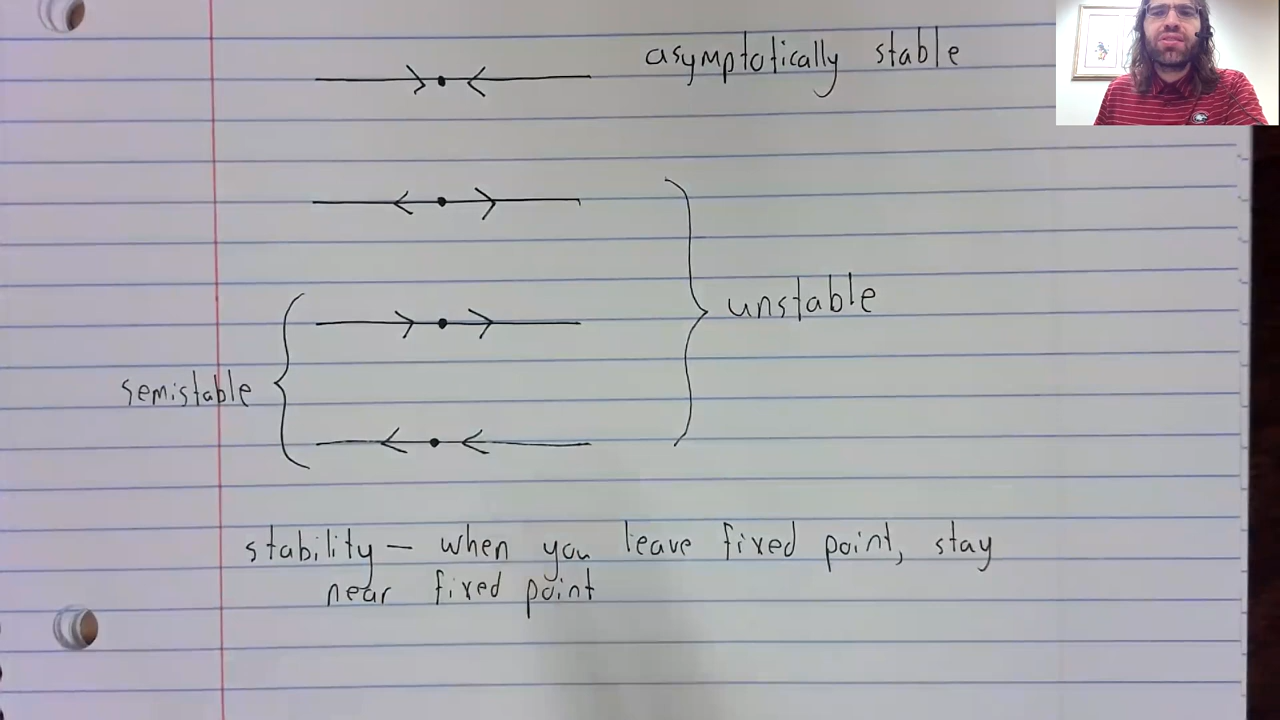 asymptotically stable
unstable
semistable
stability — when you leave fixed point, stay
near fixed point